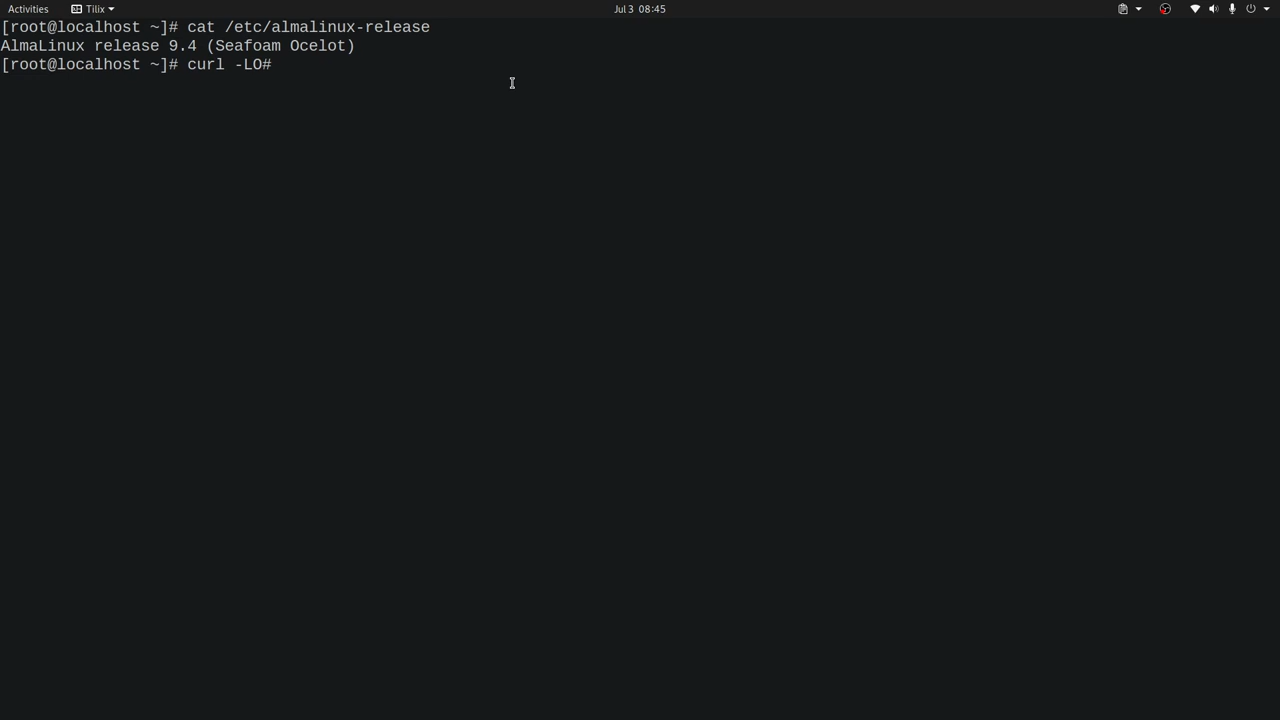 Activities Tilix Jul 3 08:45
[root@localhost ~]# cat /etc/almalinux-release
AlmaLinux release 9.4 (Seafoam Ocelot)
[root@localhost ~]# curl -LO#